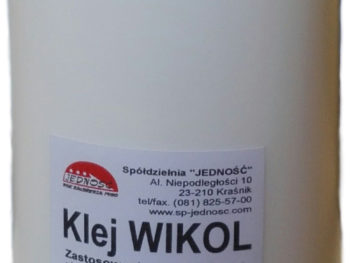 JEDNOŚĆ
Spółdzielnia "JEDNOŚĆ"
Al. Niepodległości 10
23-210 Kraśnik
tel/fax. (081) 825-57-00
www.sp-jednosc.com
Klej WIKOL